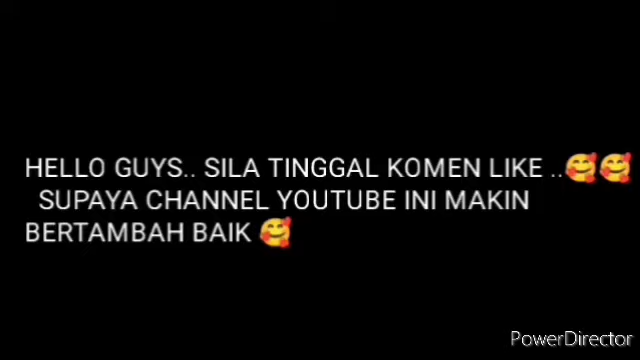 HELLO GUYS.. SILA TINGGAL KOMEN LIKE ..🥰🥰
SUPAYA CHANNEL YOUTUBE INI MAKIN
BERTAMBAH BAIK 🥰
PowerDirector